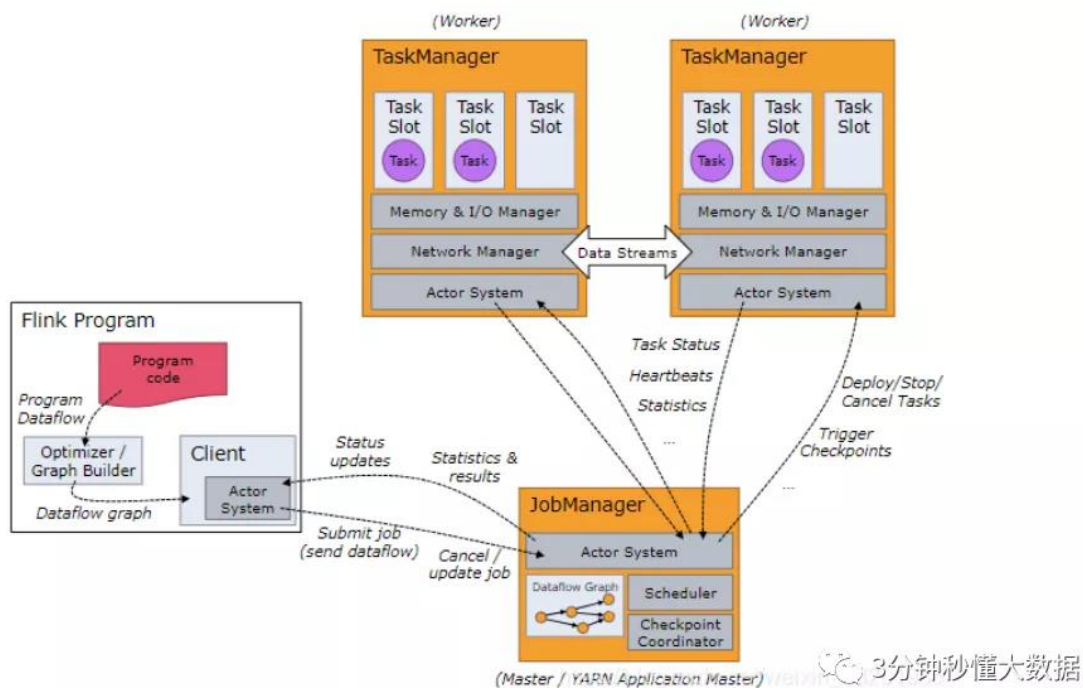 (Worker)
(Worker)
TaskManager
TaskManager
Task
Slot
Task
Slot
Task
Slot
Task
Slot
Task
Slot
Task
Slot
Task
Task
Task
Task
Memory & I/O Manager
Memory & I/O Manager
Network Manager
Data Streams
Network Manager
Actor System
Actor System
Flink Program
Program
code
Program
Dataflow
Optimizer /
Graph Builder
Client
Actor
System
Dataflow graph
Task Status
Heartbeats
Statistics
...
Deploy/Stop/
Cancel Tasks
Trigger
Checkpoints
...
Status
updates
Statistics &
results
Submit job
(send dataflow)
Cancel /
update job
JobManager
Actor System
Dataflow Graph
Scheduler
Checkpoint
Coordinator
(Master / YARN Application Master)
3分钟秒懂大数据